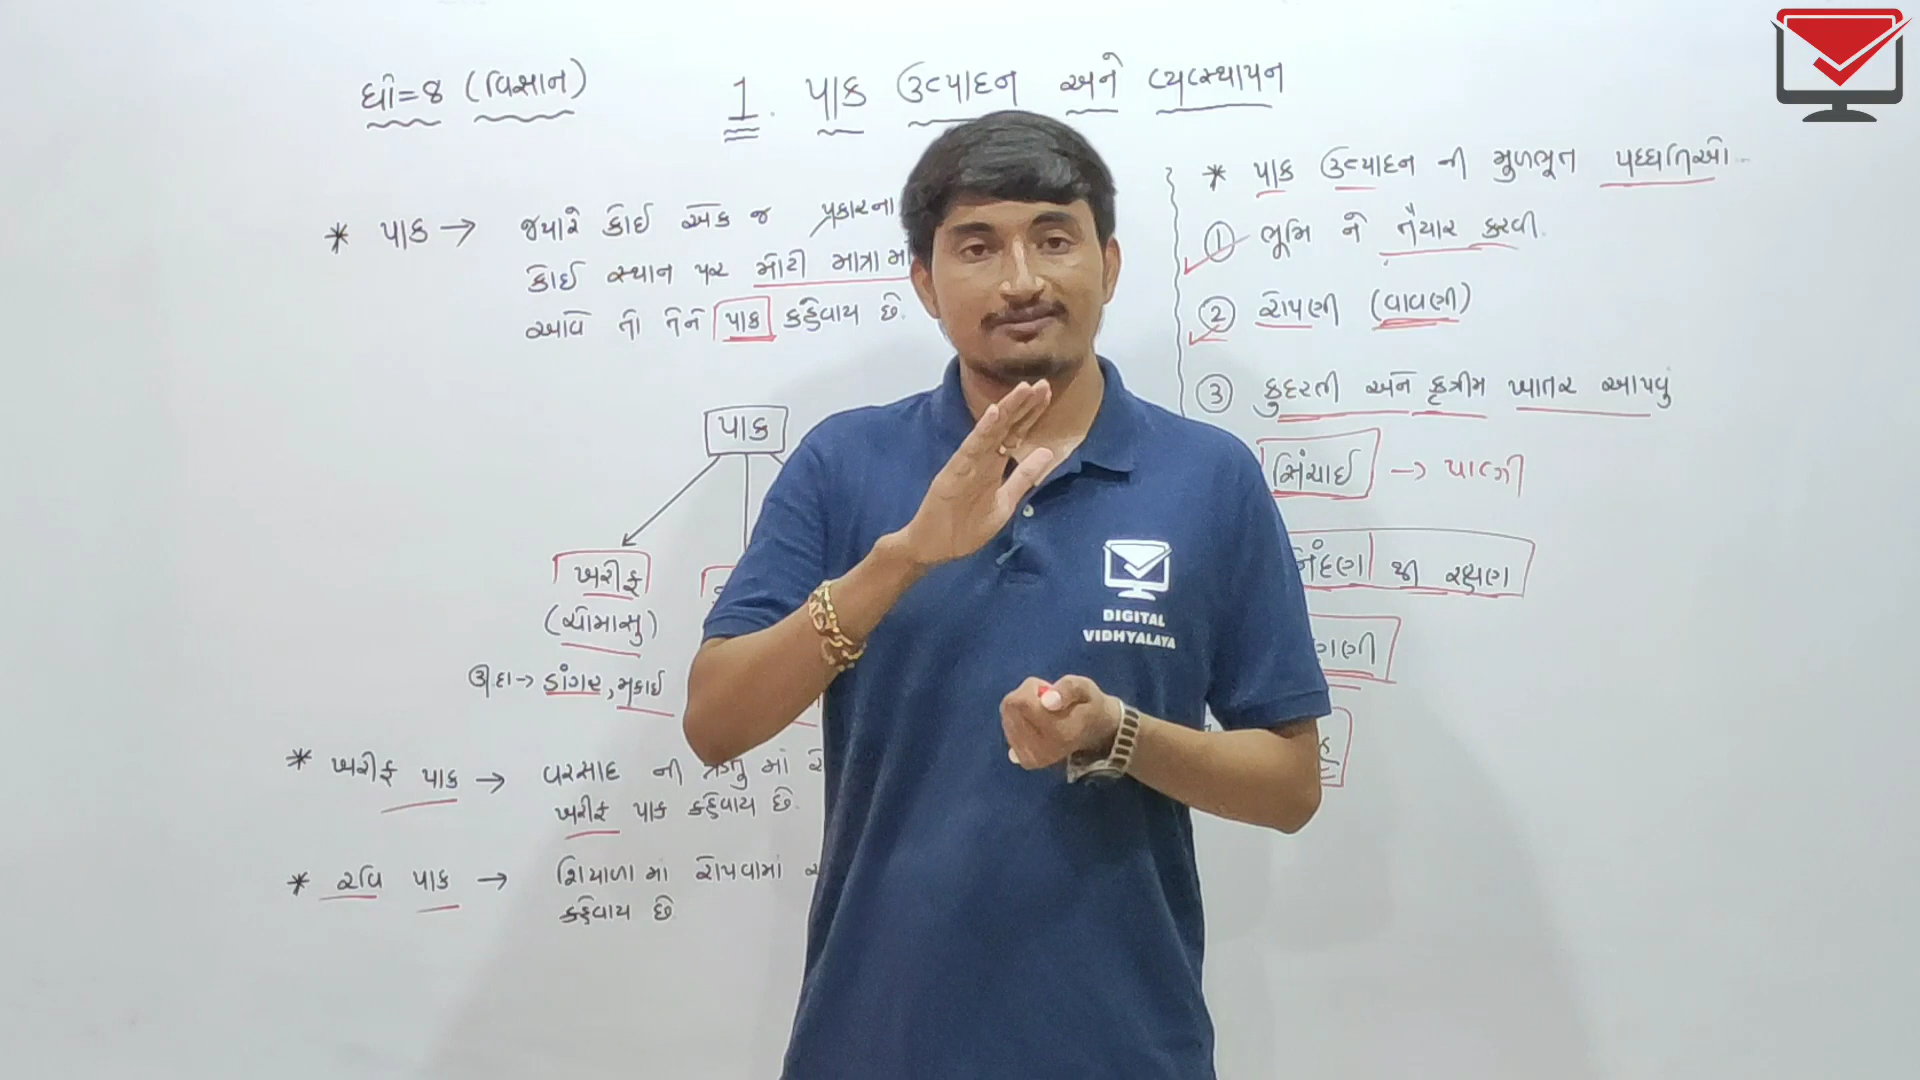 ધો=૮ (વિજ્ઞાન)
1. પાક ઉત્પાદન અને વ્યવસ્થાપન
* પાક → જ્યારે કોઈ એક જ પ્રકારના
કોઈ સ્થાન પર મોટી માત્રામાં
આવે તો તેને પાક કહેવાય છે.
પાક
ખરીફ
(ચોમાસુ)
ઉદા→ ડાંગર, મકાઈ
* ખરીફ પાક → વરસાદ ની ઋતુ માં
ખરીફ પાક કહેવાય છે.
* રવિ પાક → શિયાળા માં રોપવામાં
કહેવાય છે
* પાક ઉત્પાદન ની મુળભૂત પધ્ધતિઓ
① ભૂમિ ને તૈયાર કરવી.
② રોપણી (વાવણી)
③ કુદરતી અને કૃત્રીમ ખાતર આપવું
સિંચાઈ → પાણી
નિંદણ થી રક્ષણ
DIGITAL
VIDHYALAYA